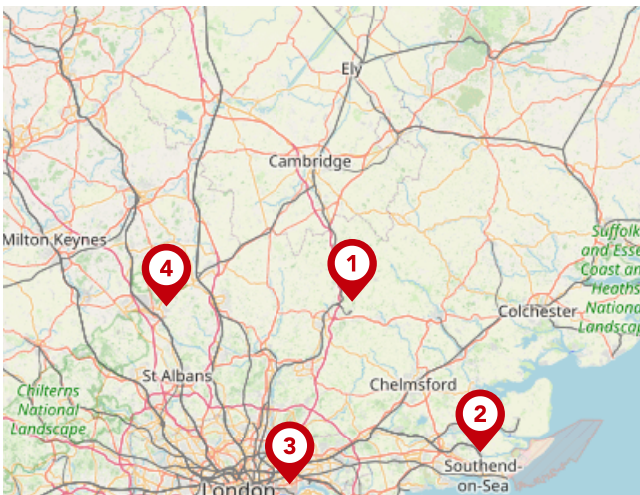 Ely
Cambridge
Milton Keynes
Suffolk
and Esse
Coast an
Heaths
Nationa
Landscap
1
4
Colchester
St Albans
Chelmsford
Chilterns
National
Landscape
2
3
Southend-
on-Sea
London